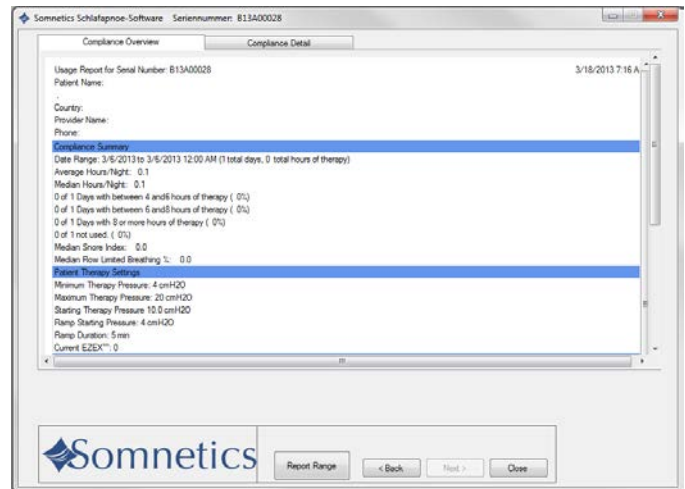 Somnetics Schlafapnoe-Software Seriennummer: B13A00028
Compliance Overview
Compliance Detail
Usage Report for Serial Number: B13A00028
3/18/2013 7:16 A
Patient Name:
,
Country:
Provider Name:
Phone:
Compliance Summary
Date Range: 3/6/2013 to 3/6/2013 12:00 AM (1 total days, 0 total hours of therapy)
Average Hours/Night: 0.1
Median Hours/Night: 0.1
0 of 1 Days with between 4 and6 hours of therapy ( 0%)
0 of 1 Days with between 6 and8 hours of therapy ( 0%)
0 of 1 Days with 8 or more hours of therapy ( 0%)
0 of 1 not used. ( 0%)
Median Snore Index: 0.0
Median Flow Limited Breathing %: 0.0
Patient Therapy Settings
Minimum Therapy Pressure: 4 cmH2O
Maximum Therapy Pressure: 20 cmH2O
Starting Therapy Pressure 10.0 cmH2O
Ramp Starting Pressure: 4 cmH2O
Ramp Duration: 5 min
Current EZEX™: 0
Somnetics
Report Range
< Back
Next >
Close